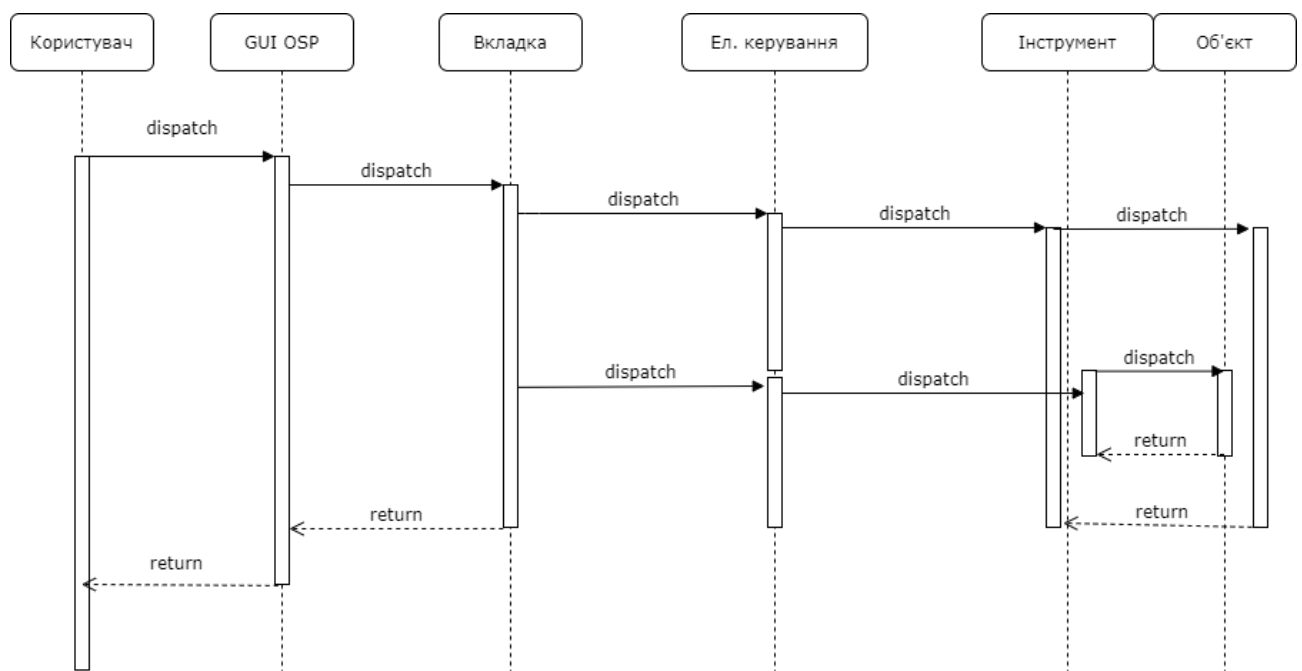 Користувач
GUI OSP
Вкладка
Ел. керування
Інструмент
Об'єкт
dispatch
dispatch
dispatch
dispatch
dispatch
dispatch
dispatch
dispatch
return
return
return
return